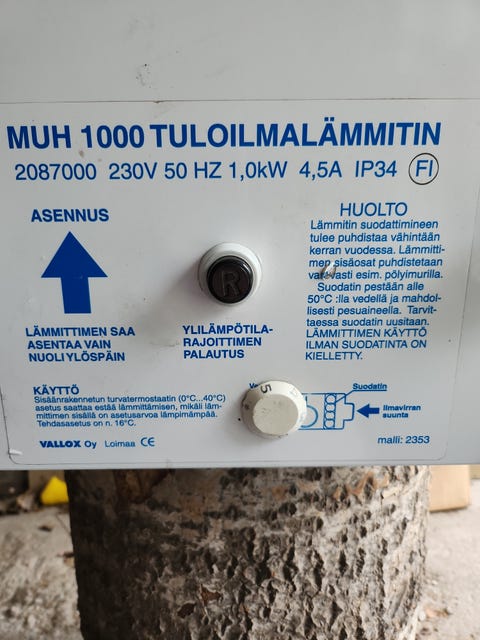 MUH 1000 TULOILMALÄMMITIN
2087000 230V 50 HZ 1,0kW 4,5A IP34 FI
ASENNUS
LÄMMITTIMEN SAA
ASENTAA VAIN
NUOLI YLÖSPÄIN
R
YLILÄMPÖTILA-
RAJOITTIMEN
PALAUTUS
HUOLTO
Lämmitin suodattimineen
tulee puhdistaa vähintään
kerran vuodessa. Lämmitti-
men sisäosat puhdistetaan
esim. pölyimurilla.
Suodatin pestään alle
50°C :lla vedellä ja mahdol-
lisesti pesuaineella. Tarvit-
taessa suodatin uusitaan.
LÄMMITTIMEN KÄYTTÖ
ILMAN SUODATINTA ON
KIELLETTY.
KÄYTTÖ
Sisäänrakennetun turvatermostaatin (0°C...40°C)
asetus saattaa estää lämmittämisen, mikäli läm-
mittimen sisällä on asetusarvoa lämpimämpää.
Tehdasasetus on n. 16°C.
VALLOX Oy Loimaa CE
5
Suodatin
Ilmavirran
suunta
malli: 2353